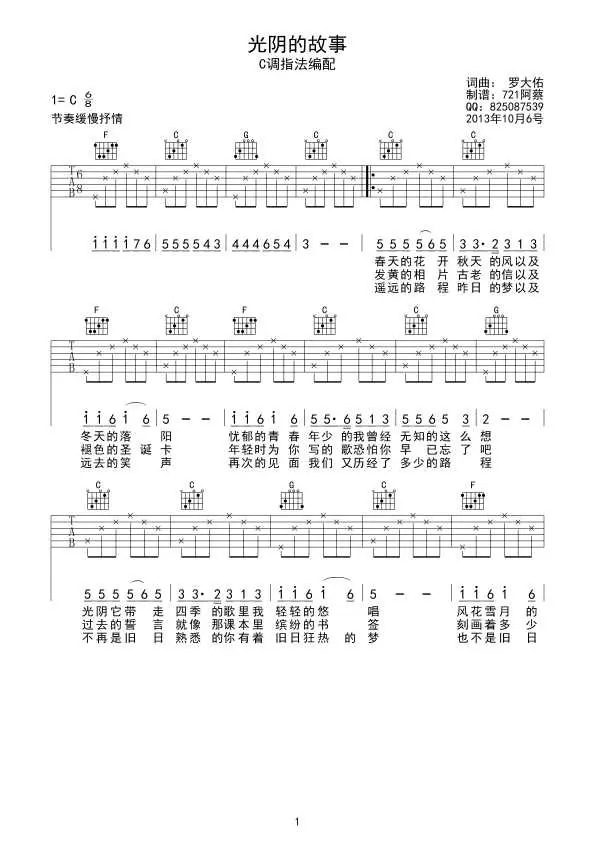 光阴的故事
C调指法编配
词曲： 罗大佑
制谱：721阿蔡
QQ：825087539
2013年10月6号
1= C 6/8
节奏缓慢抒情
F C G C C C
T A B 6 8
i i i i 7 6 5 5 5 5 4 3 4 4 4 6 5 4 3 — — 5 5 5 5 6 5 3 3 · 2 3 1 3
春天的花 开 秋天 的风以及
发黄的相 片 古老 的信以及
遥远的路 程 昨日 的梦以及
F C F C C G
T A B
i i 6 i 6 5 — — i i 6 i 6 5 5 · 6 5 1 3 5 5 5 6 5 3 2 — —
冬天的落 阳 忧郁的青 春 年少 的我曾经 无知的这 么 想
褪色的圣 诞 卡 年轻时为 你 写的 歌恐怕你 早 已忘 了 吧
远去的笑 声 再次的见 面 我们 又历经了 多少的路 程
C C F C F
T A B
5 5 5 5 6 5 3 3 · 2 3 1 3 i i 6 i 6 5 — — i i 6 i 6
光阴它带 走 四季 的歌里我 轻轻的悠 唱 风花雪月 的
过去的誓 言 就像 那课本里 缤纷的书 签 刻画着多 少
不再是旧 日 熟悉 的你有着 旧日狂热 的 梦 也不是旧 日
1